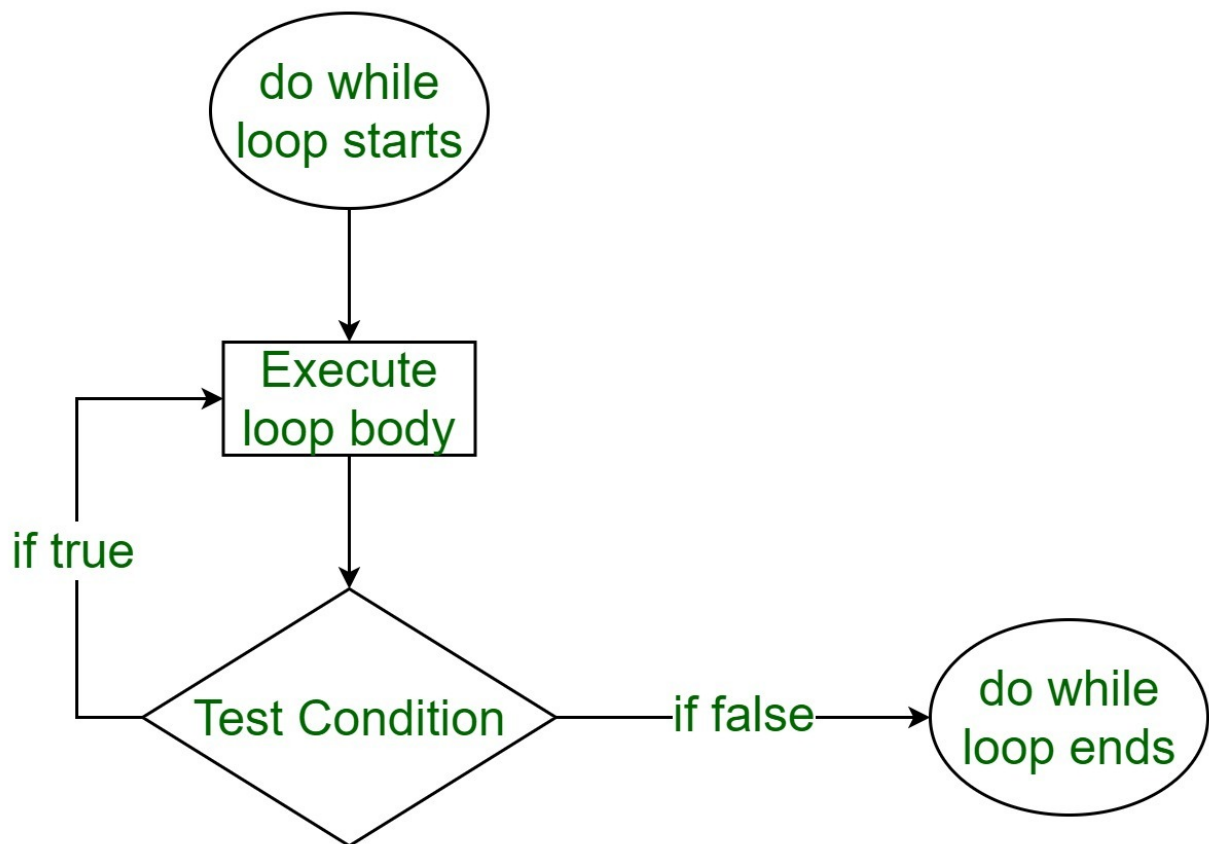 do while
loop starts
Execute
loop body
if true
Test Condition
if false
do while
loop ends